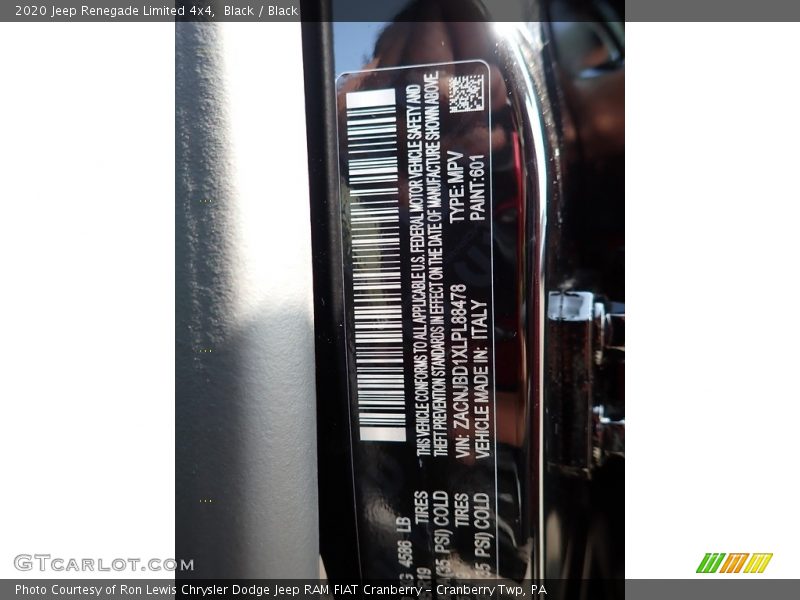 2020 Jeep Renegade Limited 4x4, Black / Black
THIS VEHICLE CONFORMS TO ALL APPLICABLE U.S. FEDERAL MOTOR VEHICLE SAFETY AND
THEFT PREVENTION STANDARDS IN EFFECT ON THE DATE OF MANUFACTURE SHOWN ABOVE.
VIN: ZACNJBD1XLPL88478 TYPE: MPV
VEHICLE MADE IN: ITALY PAINT: 601
4586 LB
TIRES
PSI) COLD
TIRES
PSI) COLD
GTCarlot.com
Photo Courtesy of Ron Lewis Chrysler Dodge Jeep RAM FIAT Cranberry - Cranberry Twp, PA